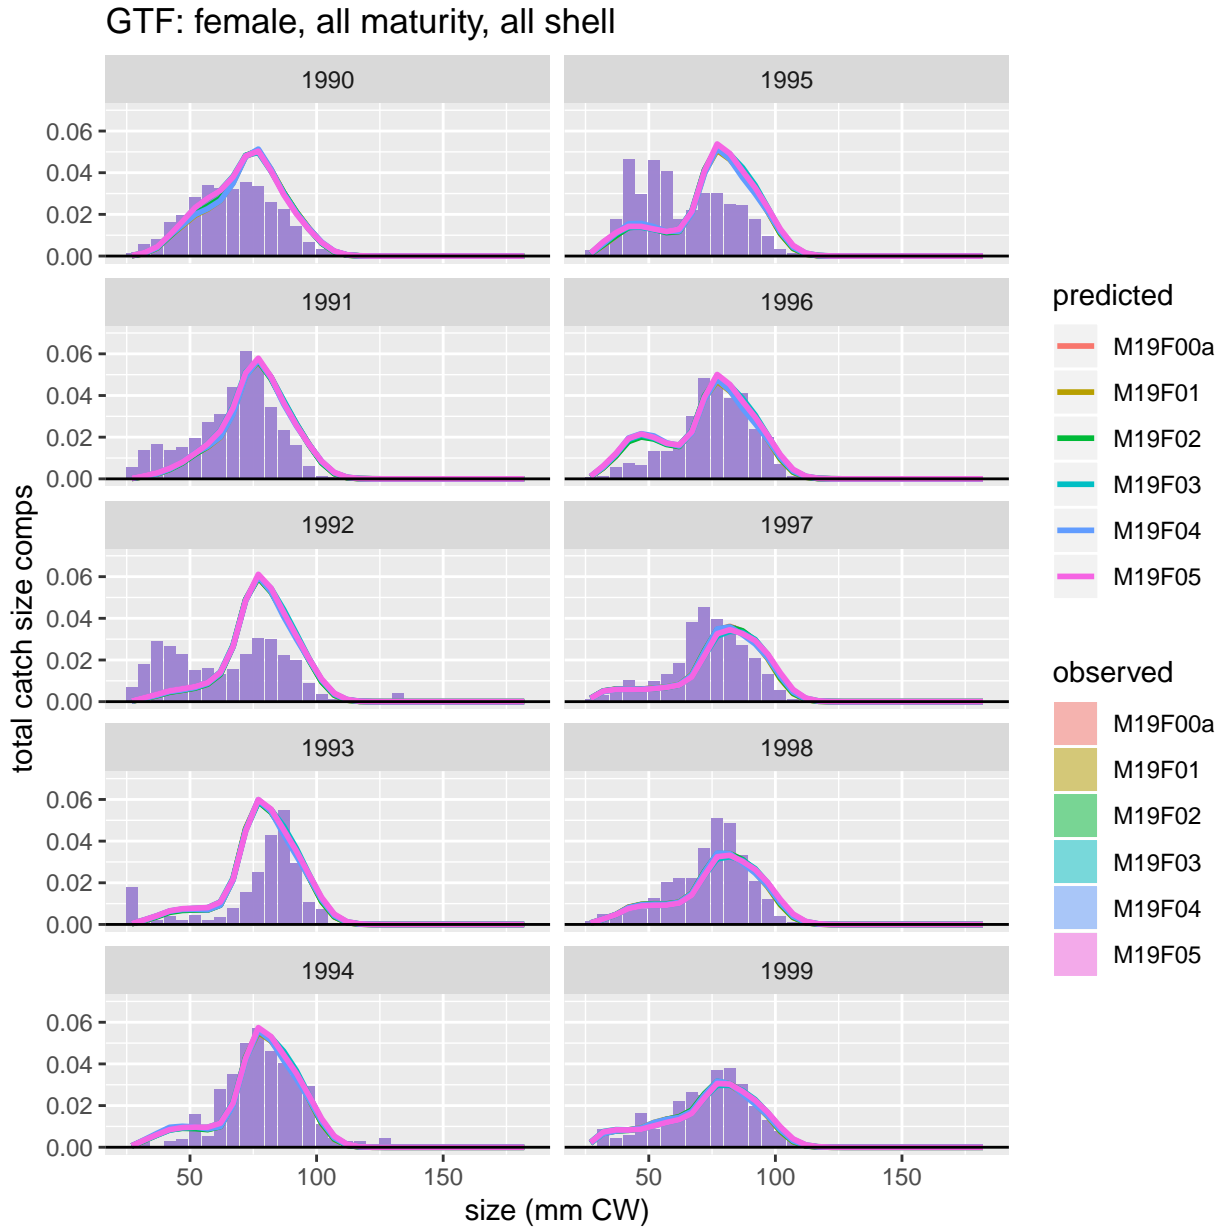 GTF: female, all maturity, all shell
total catch size comps
1990
0.06
0.04
0.02
0.00
1995
1991
0.06
0.04
0.02
0.00
1996
1992
0.06
0.04
0.02
0.00
1997
1993
0.06
0.04
0.02
0.00
1998
1994
0.06
0.04
0.02
0.00
1999
50 100 150
50 100 150
size (mm CW)
predicted
M19F00a
M19F01
M19F02
M19F03
M19F04
M19F05
observed
M19F00a
M19F01
M19F02
M19F03
M19F04
M19F05